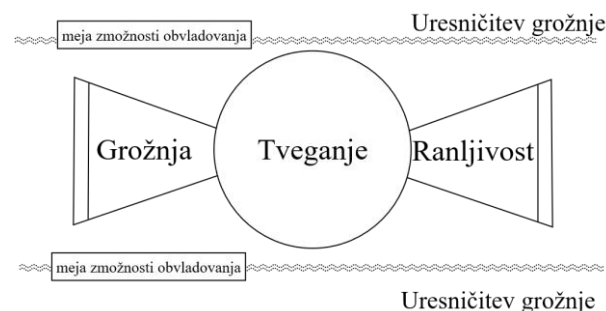 Uresničitev grožnje
meja zmožnosti obvladovanja
Grožnja
Tveganje
Ranljivost
meja zmožnosti obvladovanja
Uresničitev grožnje